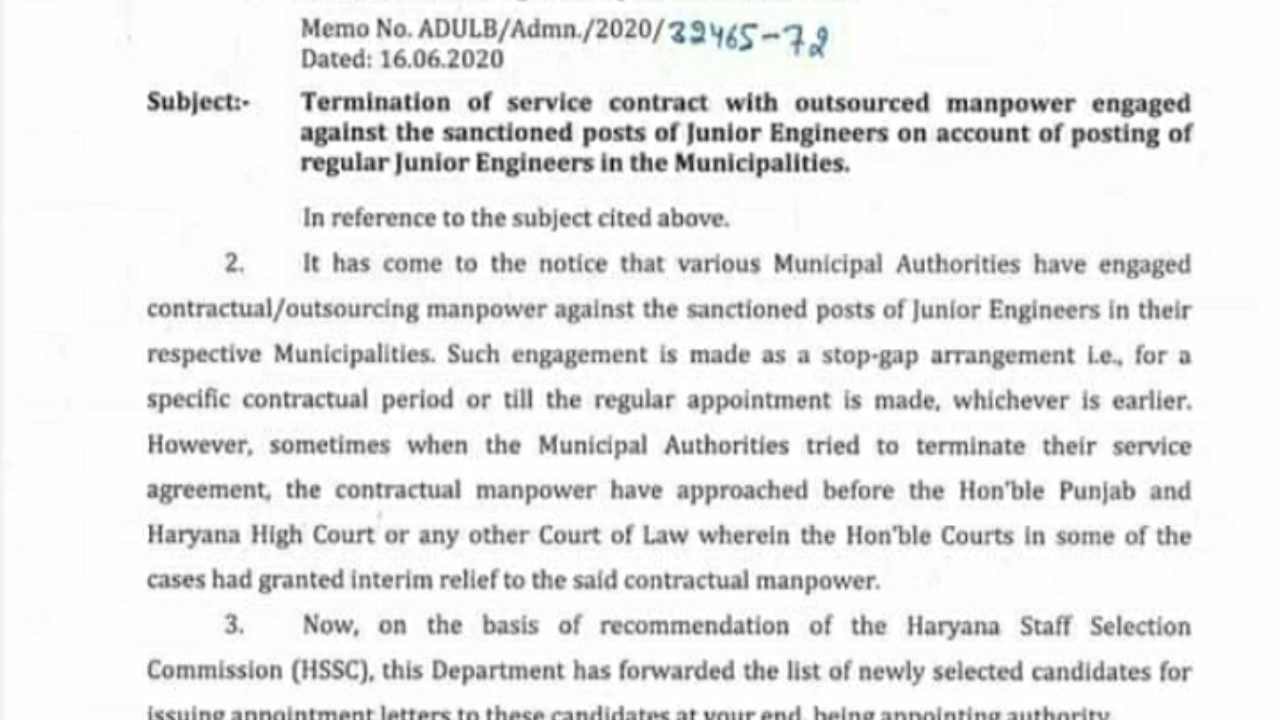 Memo No. ADULB/Admn./2020/32465-72
Dated: 16.06.2020
Subject:- Termination of service contract with outsourced manpower engaged
against the sanctioned posts of Junior Engineers on account of posting of
regular Junior Engineers in the Municipalities.
In reference to the subject cited above.
2. It has come to the notice that various Municipal Authorities have engaged
contractual/outsourcing manpower against the sanctioned posts of Junior Engineers in their
respective Municipalities. Such engagement is made as a stop-gap arrangement i.e., for a
specific contractual period or till the regular appointment is made, whichever is earlier.
However, sometimes when the Municipal Authorities tried to terminate their service
agreement, the contractual manpower have approached before the Hon'ble Punjab and
Haryana High Court or any other Court of Law wherein the Hon'ble Courts in some of the
cases had granted interim relief to the said contractual manpower.
3. Now, on the basis of recommendation of the Haryana Staff Selection
Commission (HSSC), this Department has forwarded the list of newly selected candidates for
issuing appointment letters to these candidates at your end, being appointing authority.